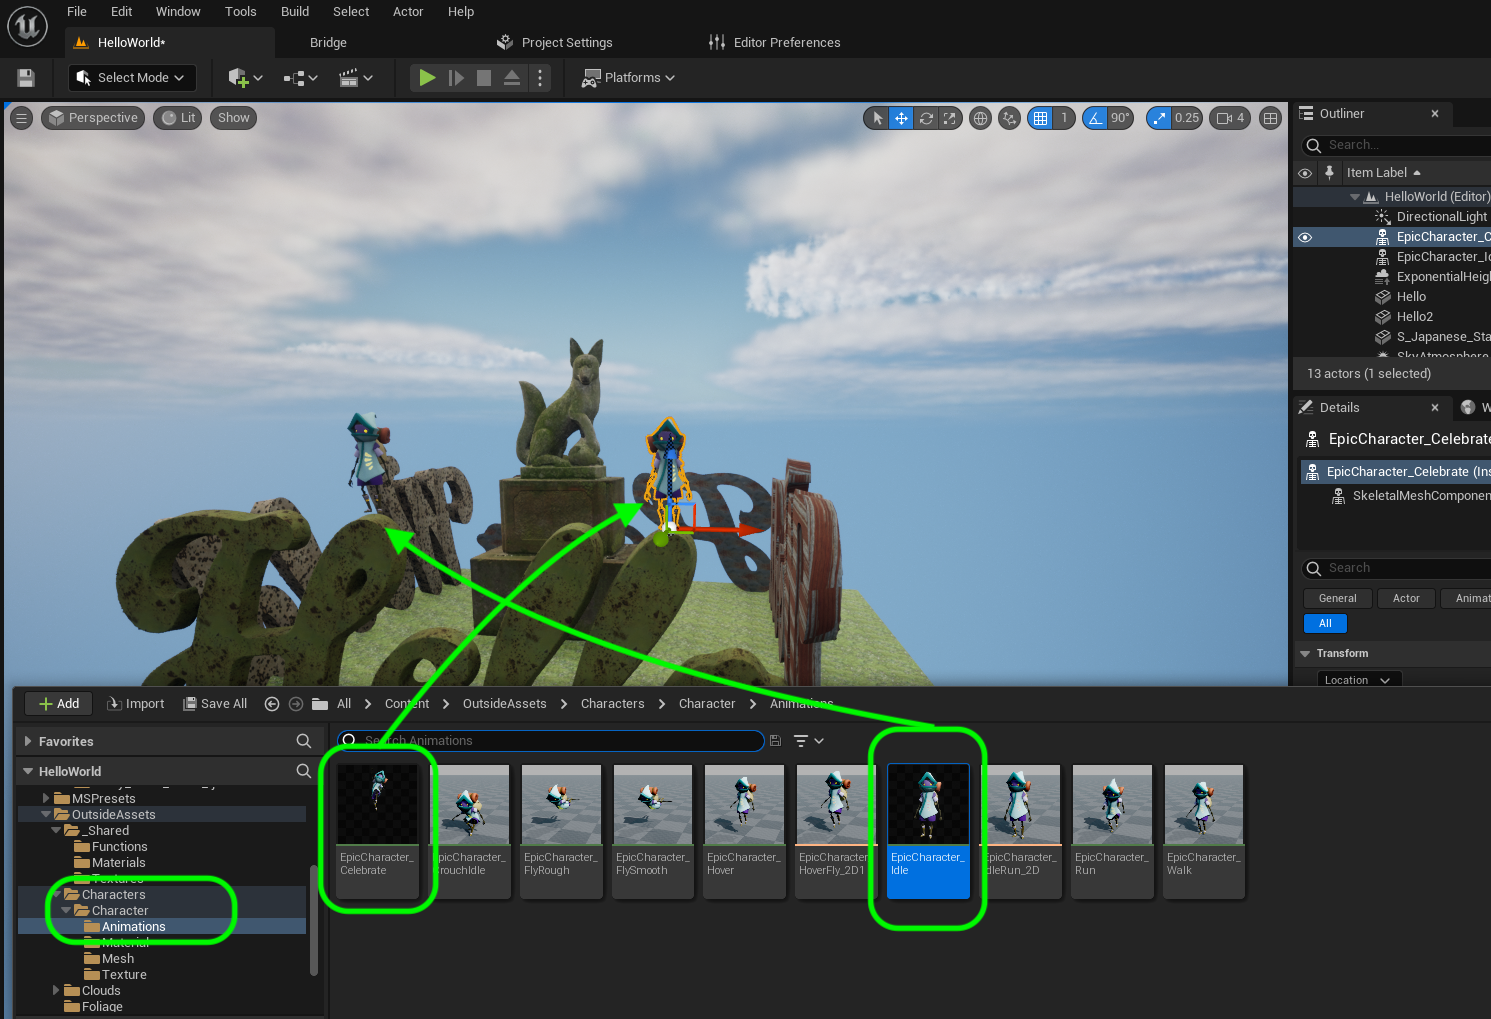 File Edit Window Tools Build Select Actor Help
HelloWorld* Bridge Project Settings Editor Preferences
Select Mode Platforms
Perspective Lit Show 1 90° 0.25 4
Outliner
Search...
Item Label
HelloWorld (Editor)
DirectionalLight
EpicCharacter_C
EpicCharacter_Ic
ExponentialHeigh
Hello
Hello2
S_Japanese_Sta
SkyAtmosphere
13 actors (1 selected)
Details W
EpicCharacter_Celebrate
EpicCharacter_Celebrate (Ins
SkeletalMeshComponen
Search
General Actor Animat
All
Transform
Location
Hello
Add Import Save All All Content OutsideAssets Characters Character Animations
Favorites
Search Animations
HelloWorld
MSPresets
OutsideAssets
_Shared
Functions
Materials
Textures
Characters
Character
Animations
Material
Mesh
Texture
Clouds
Foliage
EpicCharacter_
Celebrate
EpicCharacter_
CrouchIdle
EpicCharacter_
FlyRough
EpicCharacter_
FlySmooth
EpicCharacter_
Hover
EpicCharacter
HoverFly_2D1
EpicCharacter_
Idle
EpicCharacter_
IdleRun_2D
EpicCharacter_
Run
EpicCharacter_
Walk